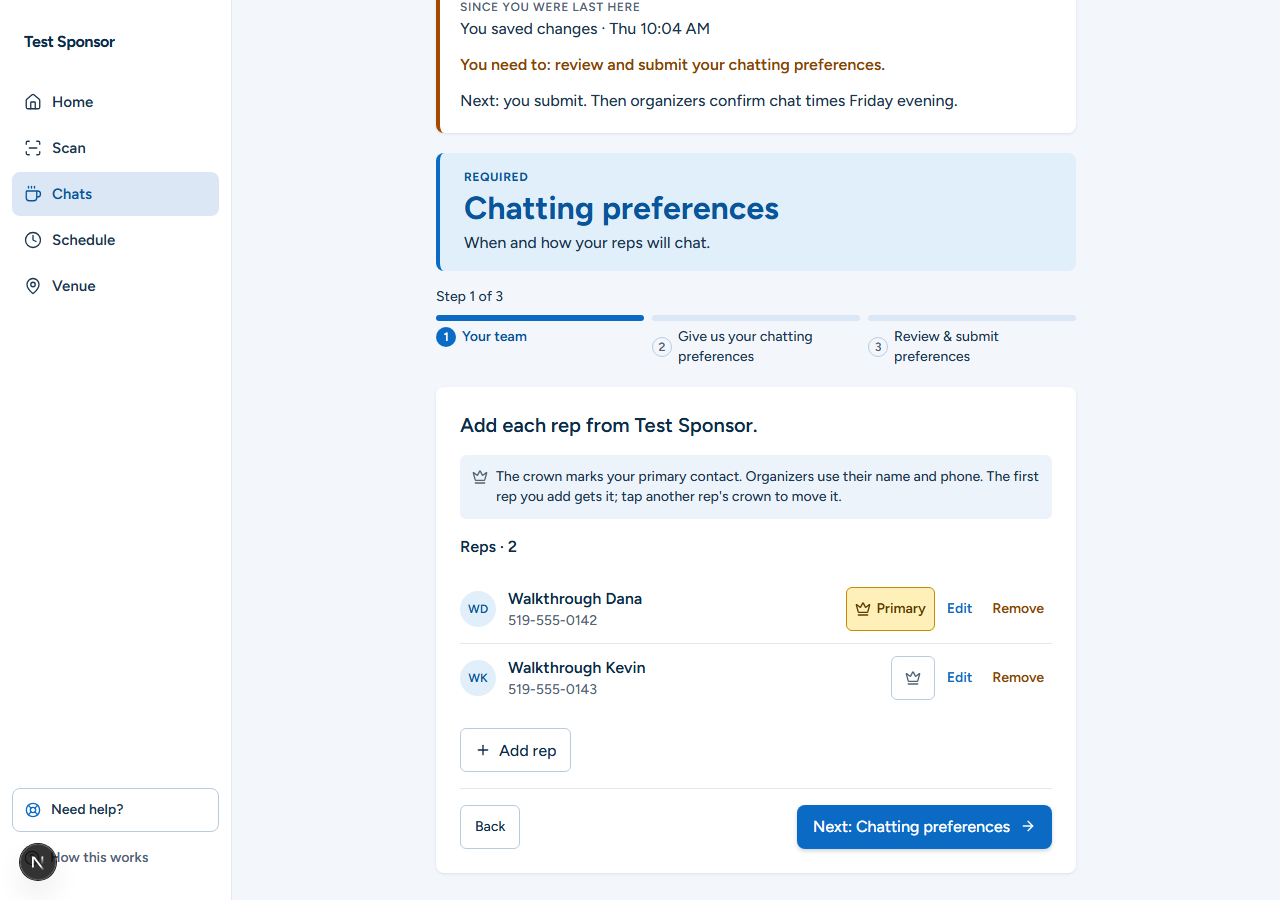 Test Sponsor
Home
Scan
Chats
Schedule
Venue
Need help?
How this works
N
SINCE YOU WERE LAST HERE
You saved changes · Thu 10:04 AM
You need to: review and submit your chatting preferences.
Next: you submit. Then organizers confirm chat times Friday evening.
REQUIRED
Chatting preferences
When and how your reps will chat.
Step 1 of 3
1 Your team
2 Give us your chatting
preferences
3 Review & submit
preferences
Add each rep from Test Sponsor.
The crown marks your primary contact. Organizers use their name and phone. The first
rep you add gets it; tap another rep's crown to move it.
Reps · 2
WD Walkthrough Dana
519-555-0142
Primary Edit Remove
WK Walkthrough Kevin
519-555-0143
Edit Remove
+ Add rep
Back
Next: Chatting preferences →